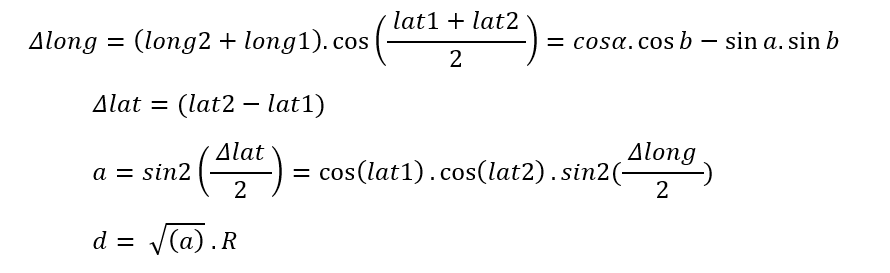 Δlong = (long2 + long1).cos((lat1 + lat2)/2) = cosα.cos b − sin a.sin b
Δlat = (lat2 − lat1)
a = sin2(Δlat/2) = cos(lat1).cos(lat2).sin2(Δlong/2)
d = √(a).R